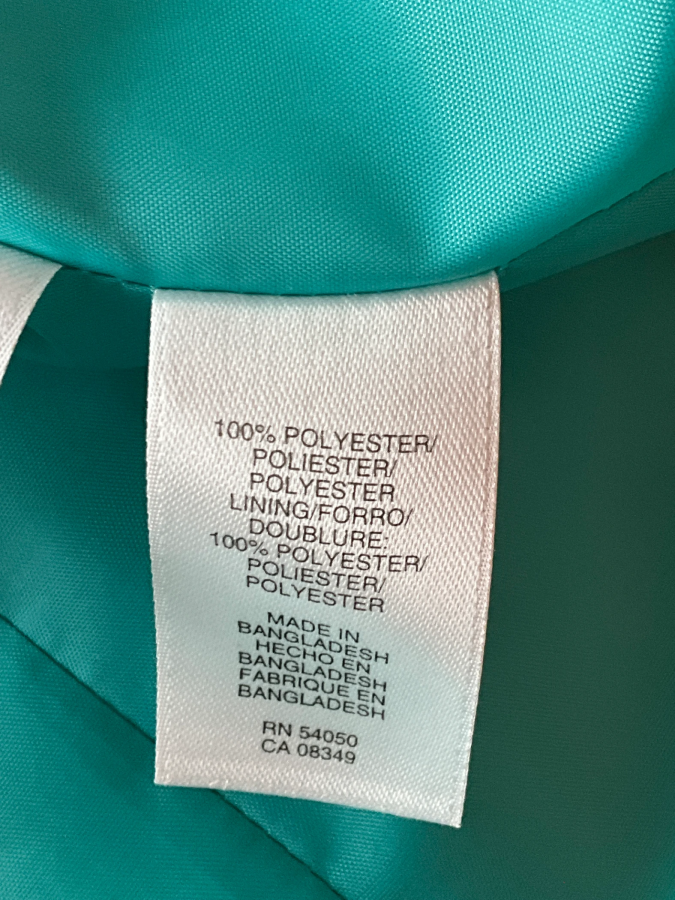 100% POLYESTER/
POLIESTER/
POLYESTER
LINING/FORRO/
DOUBLURE:
100% POLYESTER/
POLIESTER/
POLYESTER
MADE IN
BANGLADESH
HECHO EN
BANGLADESH
FABRIQUE EN
BANGLADESH
RN 54050
CA 08349